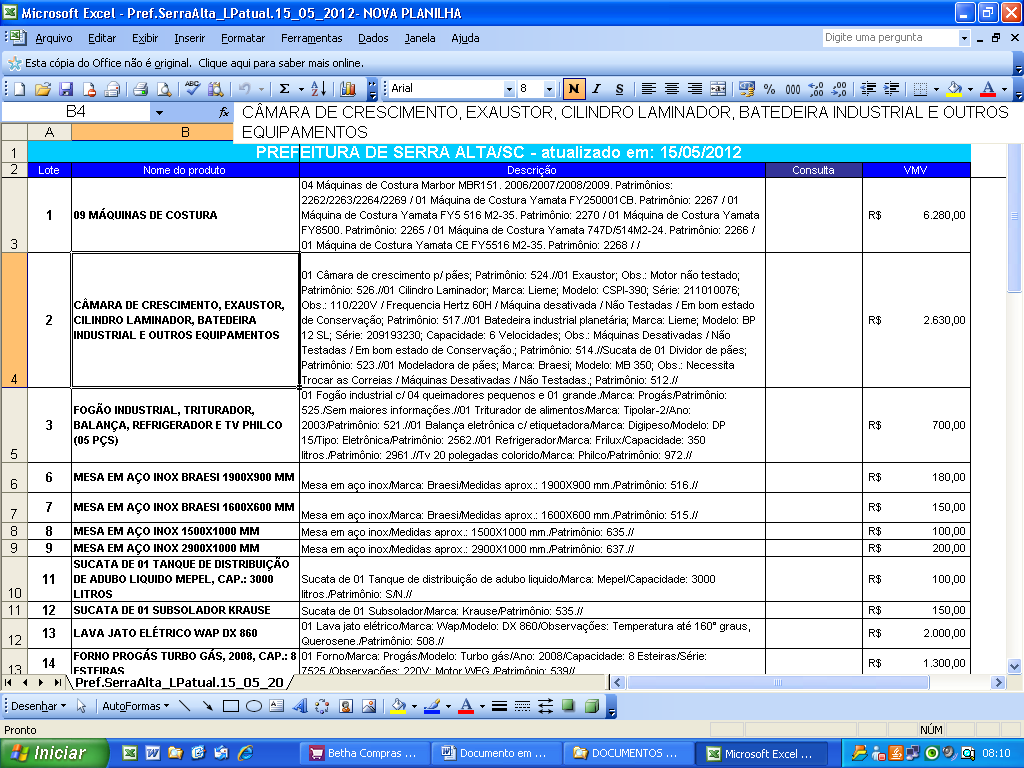 Microsoft Excel - Pref.SerraAlta_LPatual.15_05_2012- NOVA PLANILHA
Arquivo Editar Exibir Inserir Formatar Ferramentas Dados Janela Ajuda Digite uma pergunta
Esta cópia do Office não é original. Clique aqui para saber mais online.
Arial 8 N I S % 000
B4 fx CÂMARA DE CRESCIMENTO, EXAUSTOR, CILINDRO LAMINADOR, BATEDEIRA INDUSTRIAL E OUTROS
EQUIPAMENTOS
A B
1 PREFEITURA DE SERRA ALTA/SC - atualizado em: 15/05/2012
2 Lote Nome do produto Descrição Consulta VMV
3 1 09 MÁQUINAS DE COSTURA R$ 6.280,00
04 Máquinas de Costura Marbor MBR151. 2006/2007/2008/2009. Patrimônios:
2262/2263/2264/2269 / 01 Máquina de Costura Yamata FY250001CB. Patrimônio: 2267 / 01
Máquina de Costura Yamata FY5 516 M2-35. Patrimônio: 2270 / 01 Máquina de Costura Yamata
FY8500. Patrimônio: 2265 / 01 Máquina de Costura Yamata 747D/514M2-24. Patrimônio: 2266 /
01 Máquina de Costura Yamata CE FY5516 M2-35. Patrimônio: 2268 / /
4 2 CÂMARA DE CRESCIMENTO, EXAUSTOR,
CILINDRO LAMINADOR, BATEDEIRA
INDUSTRIAL E OUTROS EQUIPAMENTOS
01 Câmara de crescimento p/ pães; Patrimônio: 524.//01 Exaustor; Obs.: Motor não testado;
Patrimônio: 526.//01 Cilindro Laminador; Marca: Lieme; Modelo: CSPI-390; Série: 211010076;
Obs.: 110/220V / Frequencia Hertz 60H / Máquina desativada / Não Testadas / Em bom estado
de Conservação; Patrimônio: 517.//01 Batedeira industrial planetária; Marca: Lieme; Modelo: BP
12 SL; Série: 209193230; Capacidade: 6 Velocidades; Obs.: Máquinas Desativadas / Não
Testadas / Em bom estado de Conservação.; Patrimônio: 514.//Sucata de 01 Dividor de pães;
Patrimônio: 523.//01 Modeladora de pães; Marca: Braesi; Modelo: MB 350; Obs.: Necessita
Trocar as Correias / Máquinas Desativadas / Não Testadas.; Patrimônio: 512.//
R$ 2.630,00
5 3 FOGÃO INDUSTRIAL, TRITURADOR,
BALANÇA, REFRIGERADOR E TV PHILCO
(05 PÇS)
01 Fogão industrial c/ 04 queimadores pequenos e 01 grande./Marca: Progás/Patrimônio:
525./Sem maiores informações.//01 Triturador de alimentos/Marca: Tipolar-2/Ano:
2003/Patrimônio: 521.//01 Balança eletrônica c/ etiquetadora/Marca: Digipeso/Modelo: DP
15/Tipo: Eletrônica/Patrimônio: 2562.//01 Refrigerador/Marca: Frilux/Capacidade: 350
litros./Patrimônio: 2961.//Tv 20 polegadas colorido/Marca: Philco/Patrimônio: 972.//
R$ 700,00
6 6 MESA EM AÇO INOX BRAESI 1900X900 MM Mesa em aço inox/Marca: Braesi/Medidas aprox.: 1900X900 mm./Patrimônio: 516.// R$ 180,00
7 7 MESA EM AÇO INOX BRAESI 1600X600 MM Mesa em aço inox/Marca: Braesi/Medidas aprox.: 1600X600 mm./Patrimônio: 515.// R$ 150,00
8 8 MESA EM AÇO INOX 1500X1000 MM Mesa em aço inox/Medidas aprox.: 1500X1000 mm./Patrimônio: 635.// R$ 100,00
9 9 MESA EM AÇO INOX 2900X1000 MM Mesa em aço inox/Medidas aprox.: 2900X1000 mm./Patrimônio: 637.// R$ 200,00
10 11 SUCATA DE 01 TANQUE DE DISTRIBUIÇÃO
DE ADUBO LIQUIDO MEPEL, CAP.: 3000
LITROS
Sucata de 01 Tanque de distribuição de adubo liquido/Marca: Mepel/Capacidade: 3000
litros./Patrimônio: S/N.//
R$ 100,00
11 12 SUCATA DE 01 SUBSOLADOR KRAUSE Sucata de 01 Subsolador/Marca: Krause/Patrimônio: 535.// R$ 150,00
12 13 LAVA JATO ELÉTRICO WAP DX 860
01 Lava jato elétrico/Marca: Wap/Modelo: DX 860/Observações: Temperatura até 160° graus,
Querosene./Patrimônio: 508.//
R$ 2.000,00
13 14 FORNO PROGÁS TURBO GÁS, 2008, CAP.: 8
ESTEIRAS
01 Forno/Marca: Progás/Modelo: Turbo gás/Ano: 2008/Capacidade: 8 Esteiras/Série:
7525./Observações: 220V; Motor WEG./Patrimônio: 539//
R$ 1.300,00
Pref.SerraAlta_LPatual.15_05_20
Desenhar AutoFormas
Pronto NÚM
Iniciar Betha Compras ... Documento em ... DOCUMENTOS ... Microsoft Excel ... 08:10